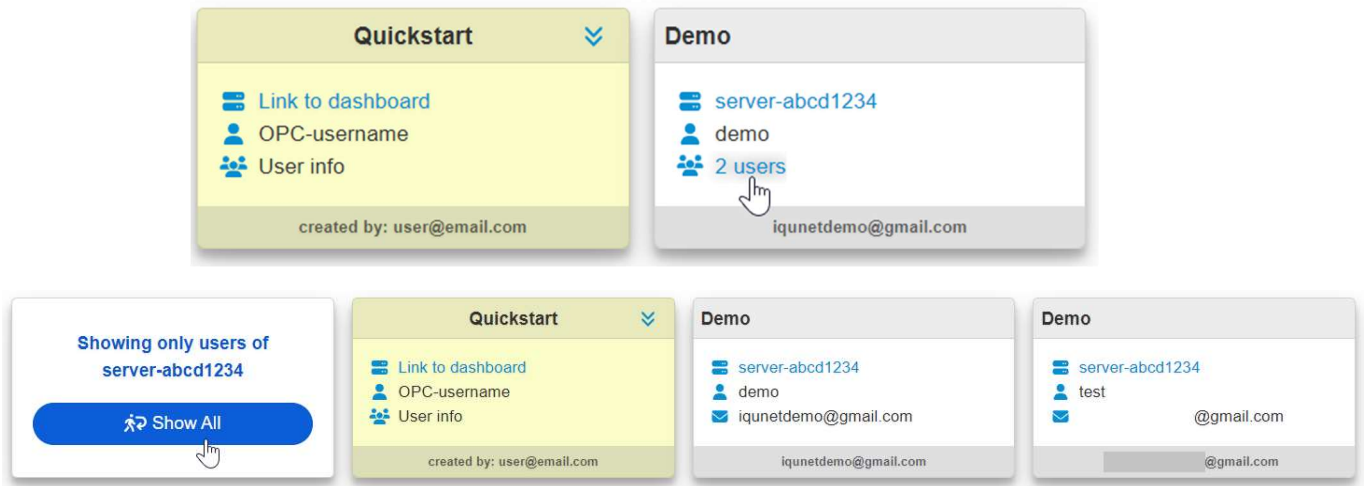 Quickstart
Link to dashboard
OPC-username
User info
created by: user@email.com
Demo
server-abcd1234
demo
2 users
iqunetdemo@gmail.com
Showing only users of
server-abcd1234
Show All
Quickstart
Link to dashboard
OPC-username
User info
created by: user@email.com
Demo
server-abcd1234
demo
iqunetdemo@gmail.com
iqunetdemo@gmail.com
Demo
server-abcd1234
test
@gmail.com
@gmail.com